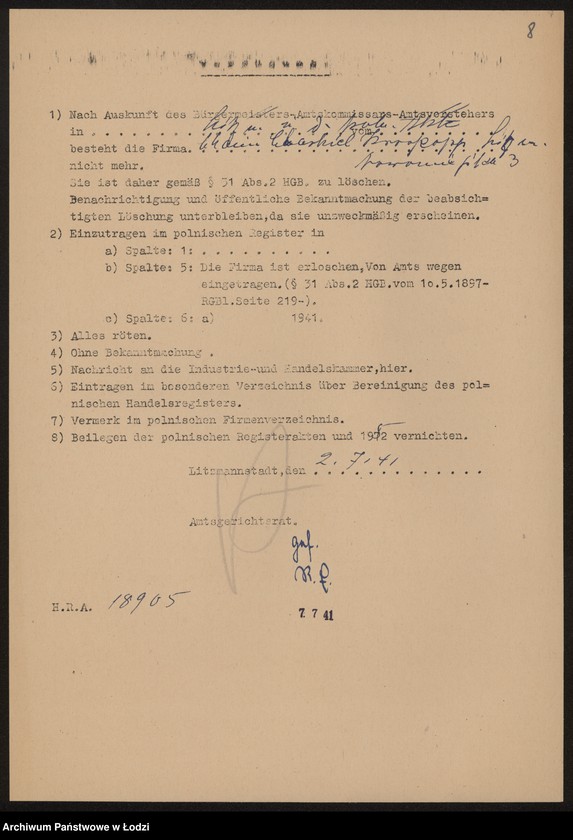 8
1) Nach Auskunft des Bürgermeisters-Amtskommissars-Amtsvorstehers
in . . . . . . . . vom
besteht die Firma.
nicht mehr.
3
Sie ist daher gemäß § 31 Abs.2 HGB. zu löschen.
Benachrichtigung und öffentliche Bekanntmachung der beabsich=
tigten Löschung unterbleiben,da sie unzweckmäßig erscheinen.
2) Einzutragen im polnischen Register in
a) Spalte: 1: . . . . . . . . . . .
b) Spalte: 5: Die Firma ist erloschen,Von Amts wegen
eingetragen.(§ 31 Abs.2 HGB.vom 1o.5.1897-
RGBl.Seite 219-).
c) Spalte: 6: a) 1941.
3) Alles röten.
4) Ohne Bekanntmachung .
5) Nachricht an die Industrie-und Handelskammer,hier.
6) Eintragen im besonderen Verzeichnis über Bereinigung des pol=
nischen Handelsregisters.
7) Vermerk im polnischen Firmenverzeichnis.
8) Beilegen der polnischen Registerakten und vernichten.
Litzmannstadt,den 2.7.41
Amtsgerichtsrat.
gef.
H.R.A. 18905
7 7 41
Archiwum Państwowe w Łodzi